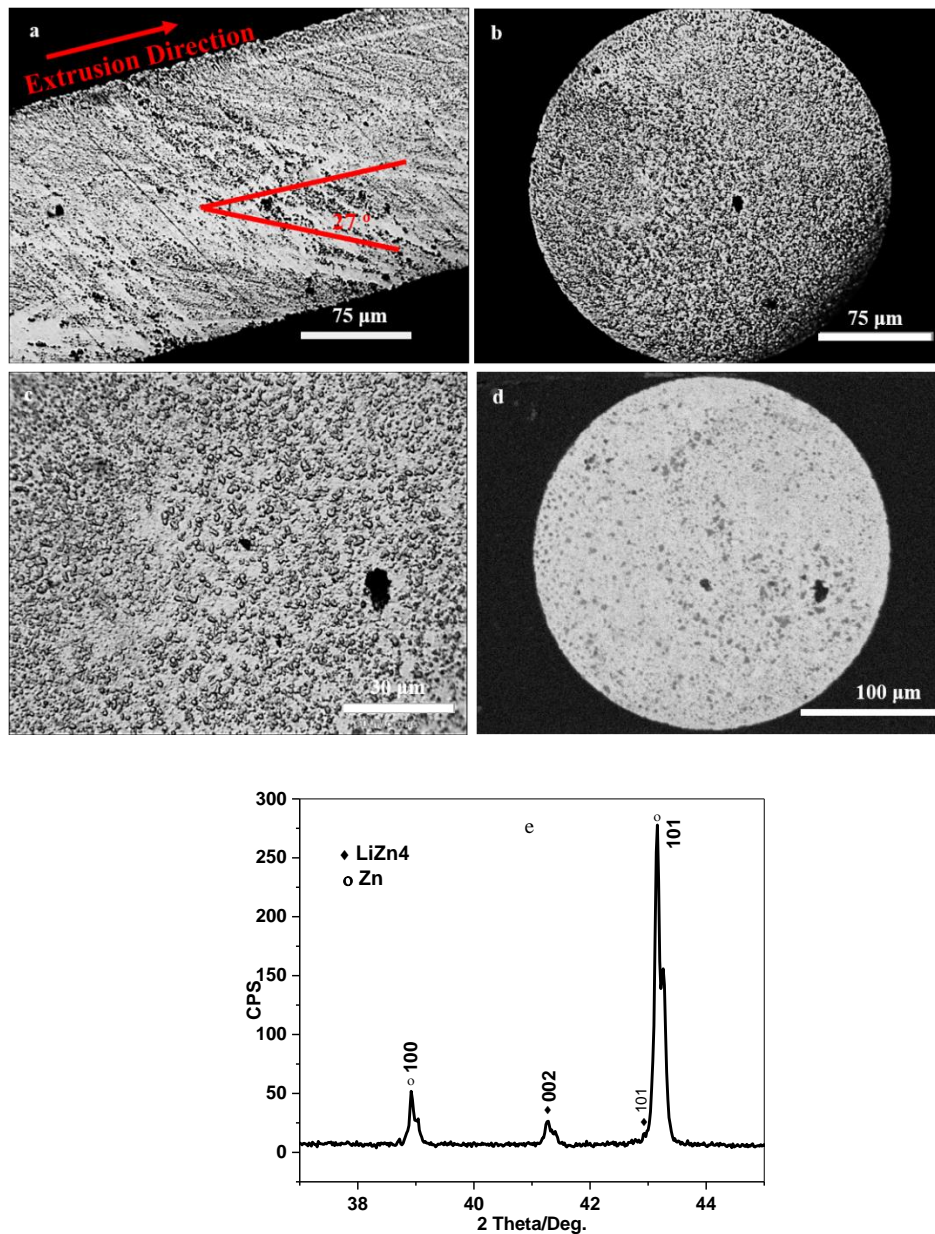 a
Extrusion Direction
27 °
75 μm
b
75 μm
c
30 μm
d
100 μm
e
♦ LiZn4
o Zn
300
250
200
150
100
50
0
CPS
o 100
♦ 002
♦ 101
o 101
38
40
42
44
2 Theta/Deg.